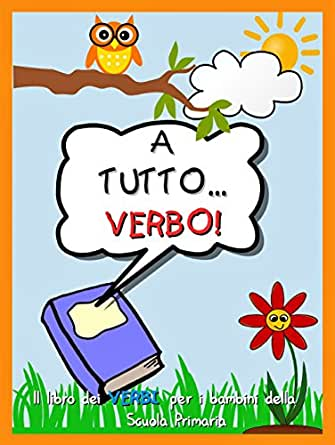 A
TUTTO...
VERBO!
Il libro dei VERBI per i bambini della
Scuola Primaria